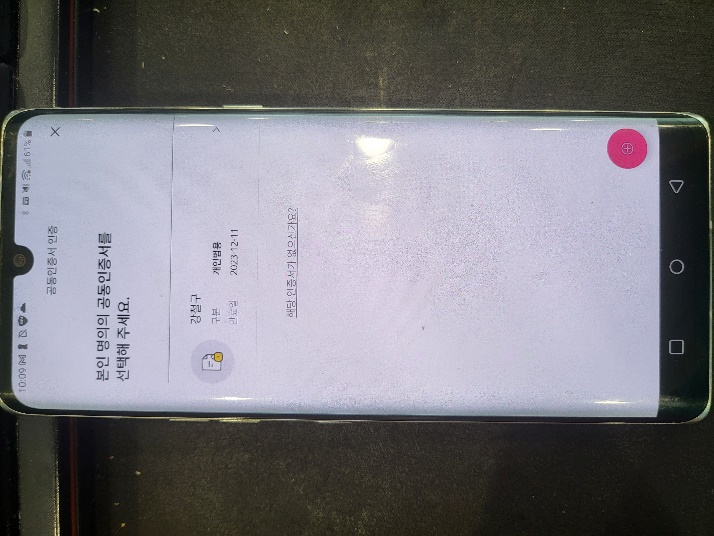 10:09
61%
공동인증서 인증
본인 명의의 공동인증서를
선택해 주세요.
강철구
구분 개인범용
만료일 2023-12-11
해당 인증서가 없으신가요?